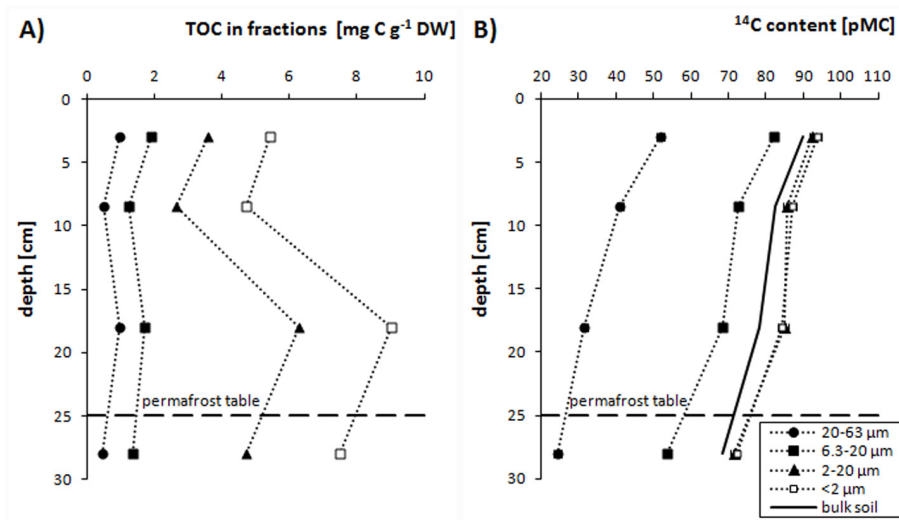 A)
TOC in fractions [mg C g⁻¹ DW]
0 2 4 6 8 10
0
5
10
15
20
25
30
depth [cm]
permafrost table
B)
¹⁴C content [pMC]
20 30 40 50 60 70 80 90 100 110
0
5
10
15
20
25
30
depth [cm]
permafrost table
20-63 µm
6.3-20 µm
2-20 µm
<2 µm
bulk soil